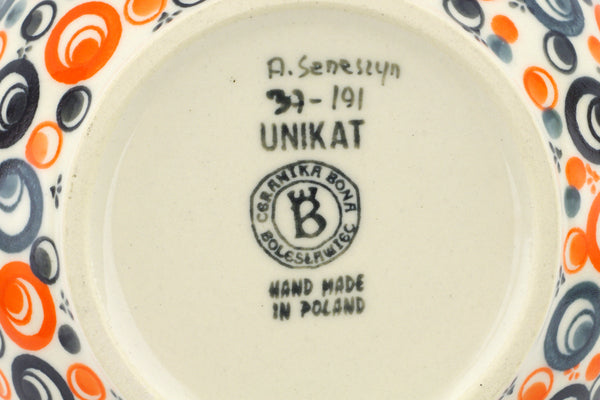 A. Seneszyn
37-191
UNIKAT
CERAMIKA BONA
B
BOLESŁAWIEC
HAND MADE
IN POLAND